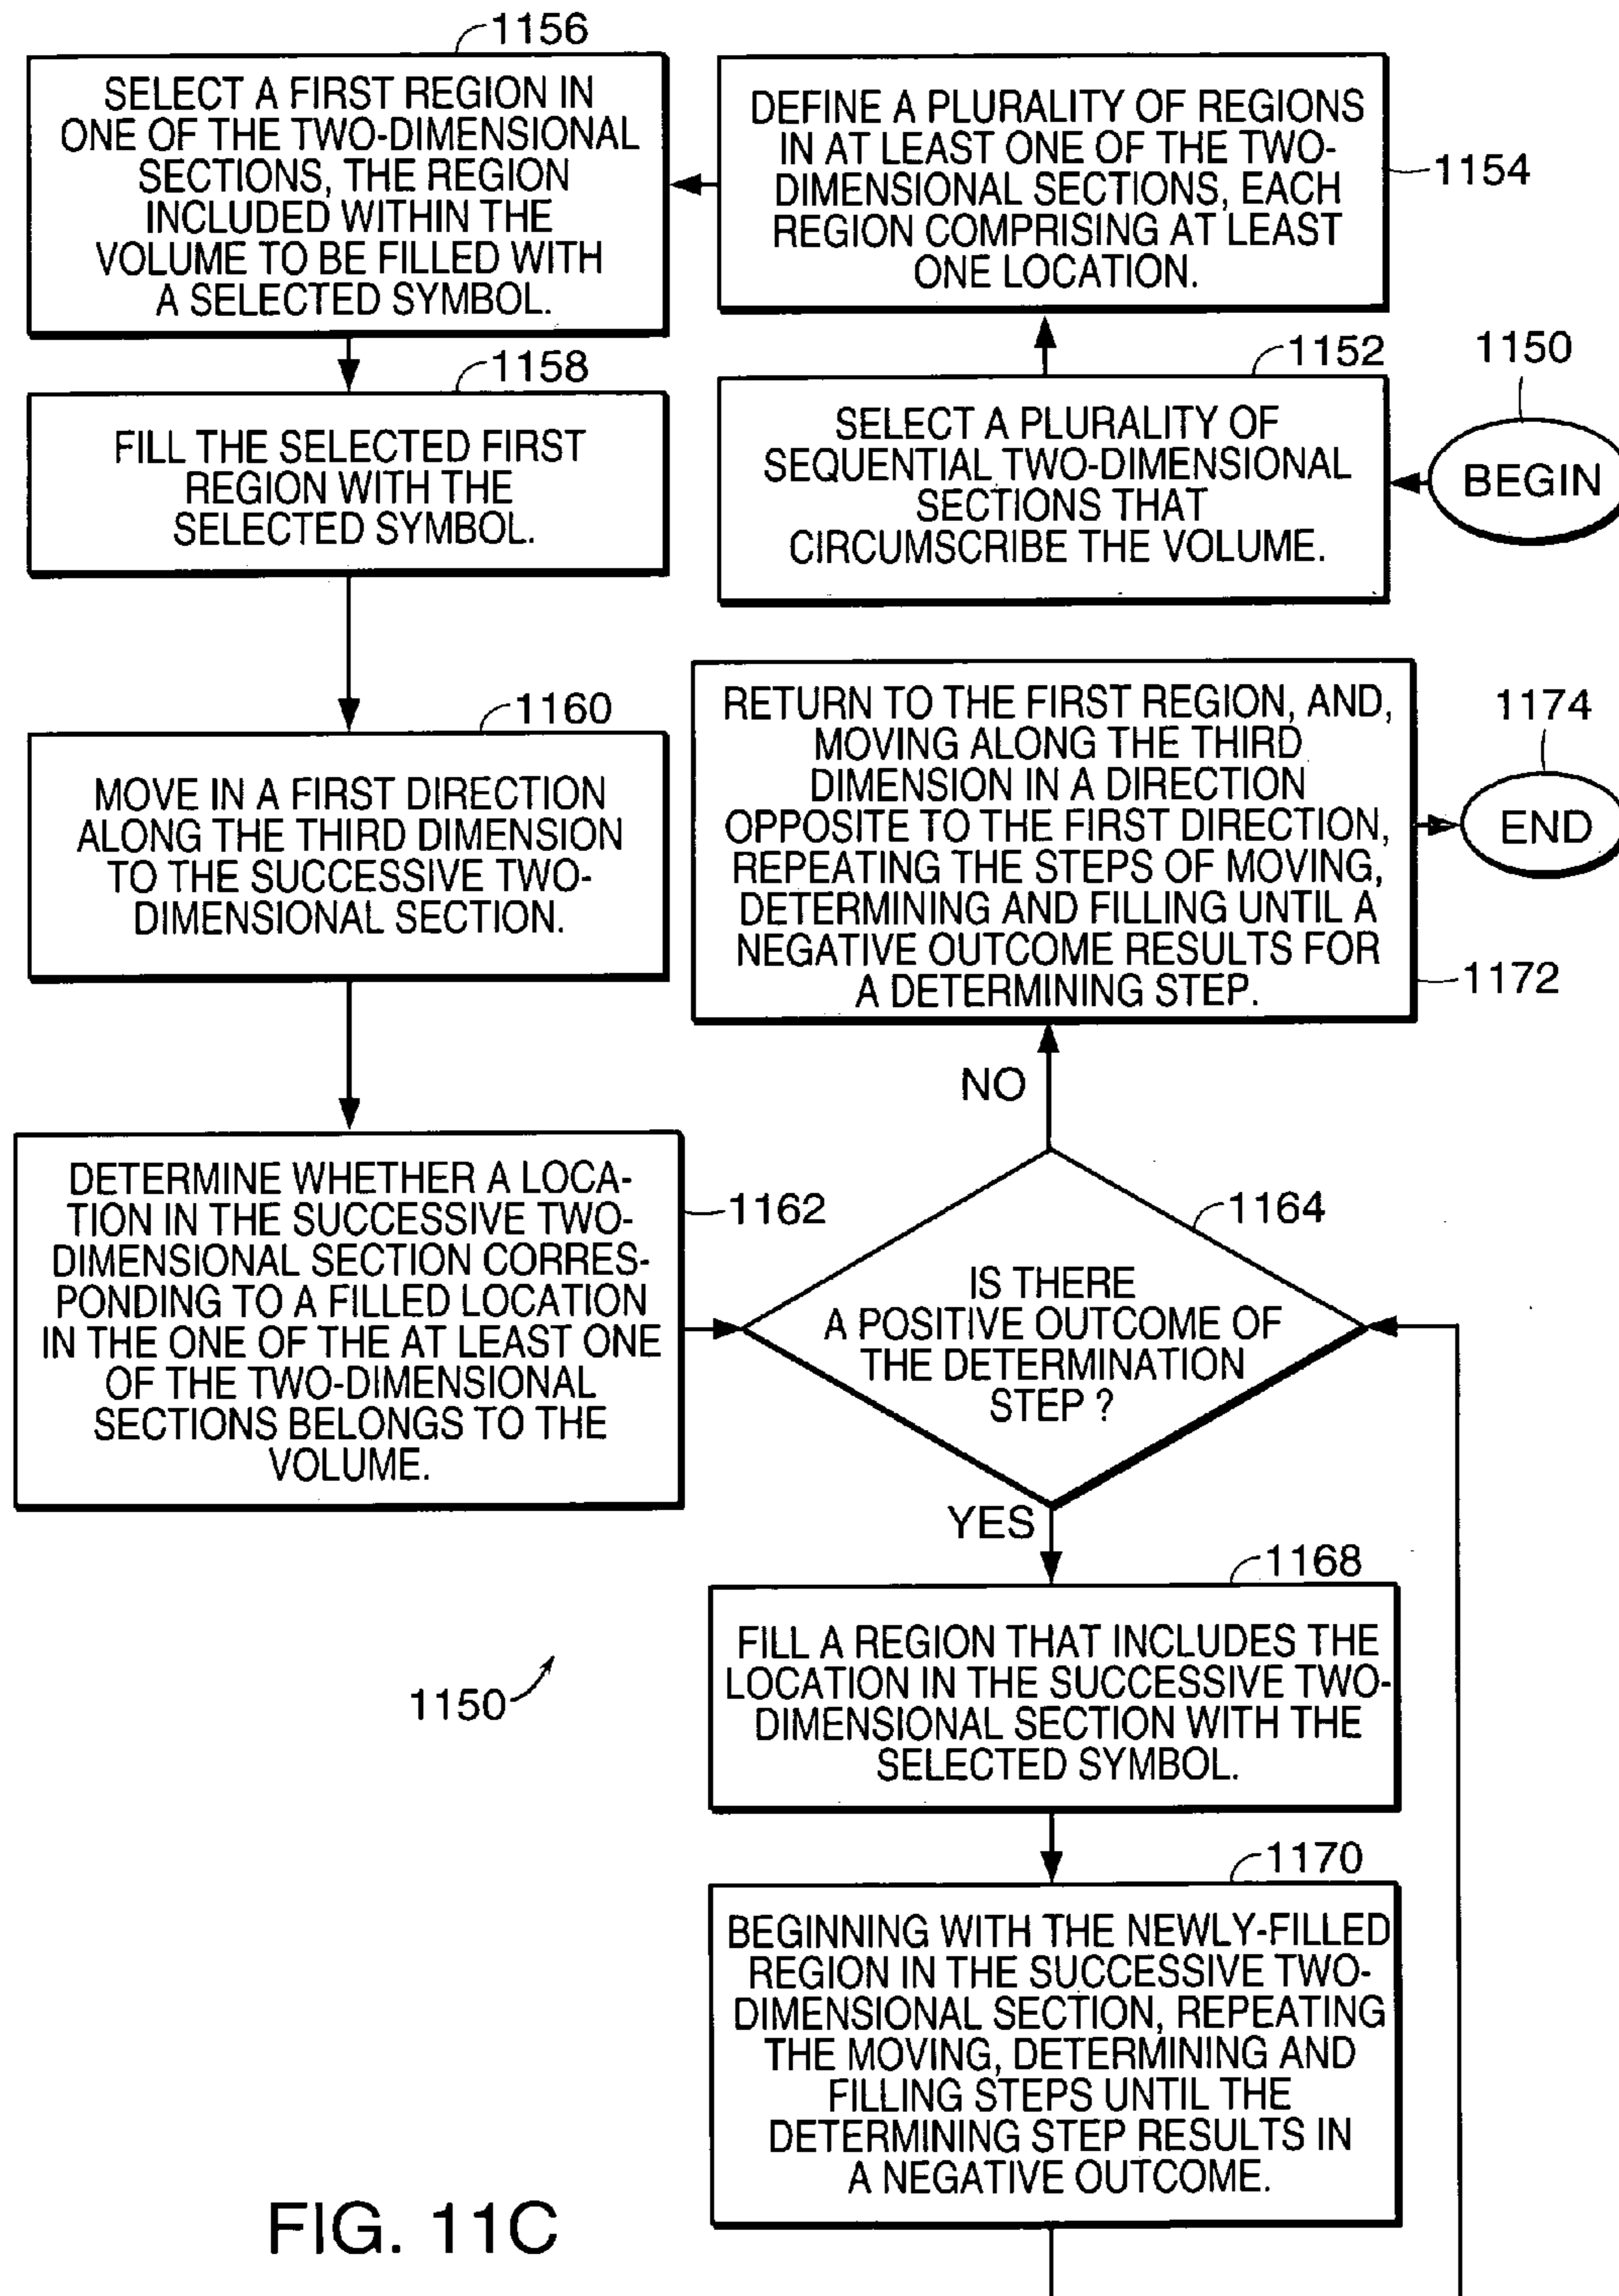 1150
BEGIN
1152
SELECT A PLURALITY OF
SEQUENTIAL TWO-DIMENSIONAL
SECTIONS THAT
CIRCUMSCRIBE THE VOLUME.
1154
DEFINE A PLURALITY OF REGIONS
IN AT LEAST ONE OF THE TWO-
DIMENSIONAL SECTIONS, EACH
REGION COMPRISING AT LEAST
ONE LOCATION.
1156
SELECT A FIRST REGION IN
ONE OF THE TWO-DIMENSIONAL
SECTIONS, THE REGION
INCLUDED WITHIN THE
VOLUME TO BE FILLED WITH
A SELECTED SYMBOL.
1158
FILL THE SELECTED FIRST
REGION WITH THE
SELECTED SYMBOL.
1160
MOVE IN A FIRST DIRECTION
ALONG THE THIRD DIMENSION
TO THE SUCCESSIVE TWO-
DIMENSIONAL SECTION.
1162
DETERMINE WHETHER A LOCA-
TION IN THE SUCCESSIVE TWO-
DIMENSIONAL SECTION CORRES-
PONDING TO A FILLED LOCATION
IN THE ONE OF THE AT LEAST ONE
OF THE TWO-DIMENSIONAL
SECTIONS BELONGS TO THE
VOLUME.
1164
IS THERE
A POSITIVE OUTCOME OF
THE DETERMINATION
STEP ?
NO
RETURN TO THE FIRST REGION, AND,
MOVING ALONG THE THIRD
DIMENSION IN A DIRECTION
OPPOSITE TO THE FIRST DIRECTION,
REPEATING THE STEPS OF MOVING,
DETERMINING AND FILLING UNTIL A
NEGATIVE OUTCOME RESULTS FOR
A DETERMINING STEP.
1172
1174
END
YES
1168
FILL A REGION THAT INCLUDES THE
LOCATION IN THE SUCCESSIVE TWO-
DIMENSIONAL SECTION WITH THE
SELECTED SYMBOL.
1170
BEGINNING WITH THE NEWLY-FILLED
REGION IN THE SUCCESSIVE TWO-
DIMENSIONAL SECTION, REPEATING
THE MOVING, DETERMINING AND
FILLING STEPS UNTIL THE
DETERMINING STEP RESULTS IN
A NEGATIVE OUTCOME.
1150
FIG. 11C